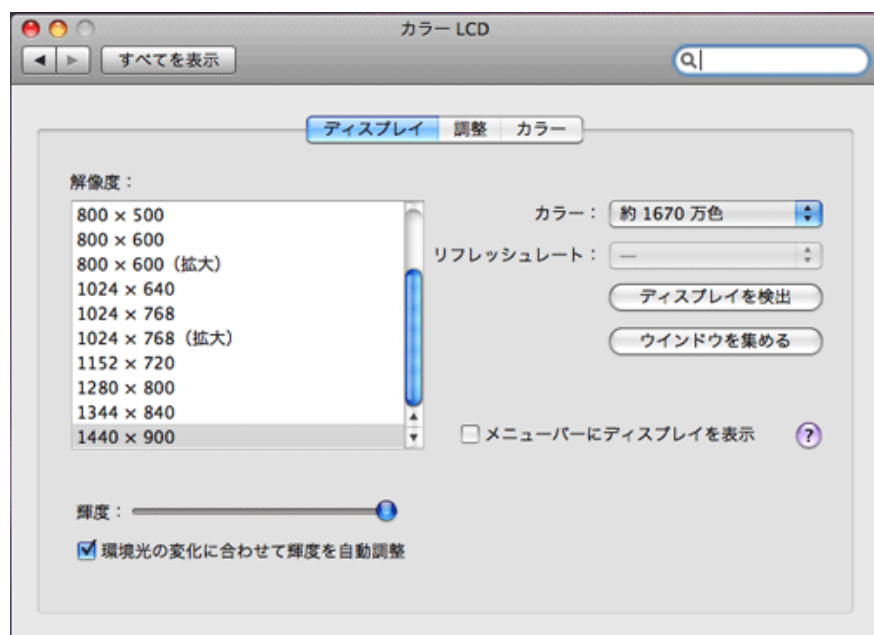 カラー LCD
すべてを表示
ディスプレイ 調整 カラー
解像度：
800 × 500
800 × 600
800 × 600（拡大）
1024 × 640
1024 × 768
1024 × 768（拡大）
1152 × 720
1280 × 800
1344 × 840
1440 × 900
カラー： 約 1670 万色
リフレッシュレート： —
ディスプレイを検出
ウインドウを集める
メニューバーにディスプレイを表示 ?
輝度：
環境光の変化に合わせて輝度を自動調整